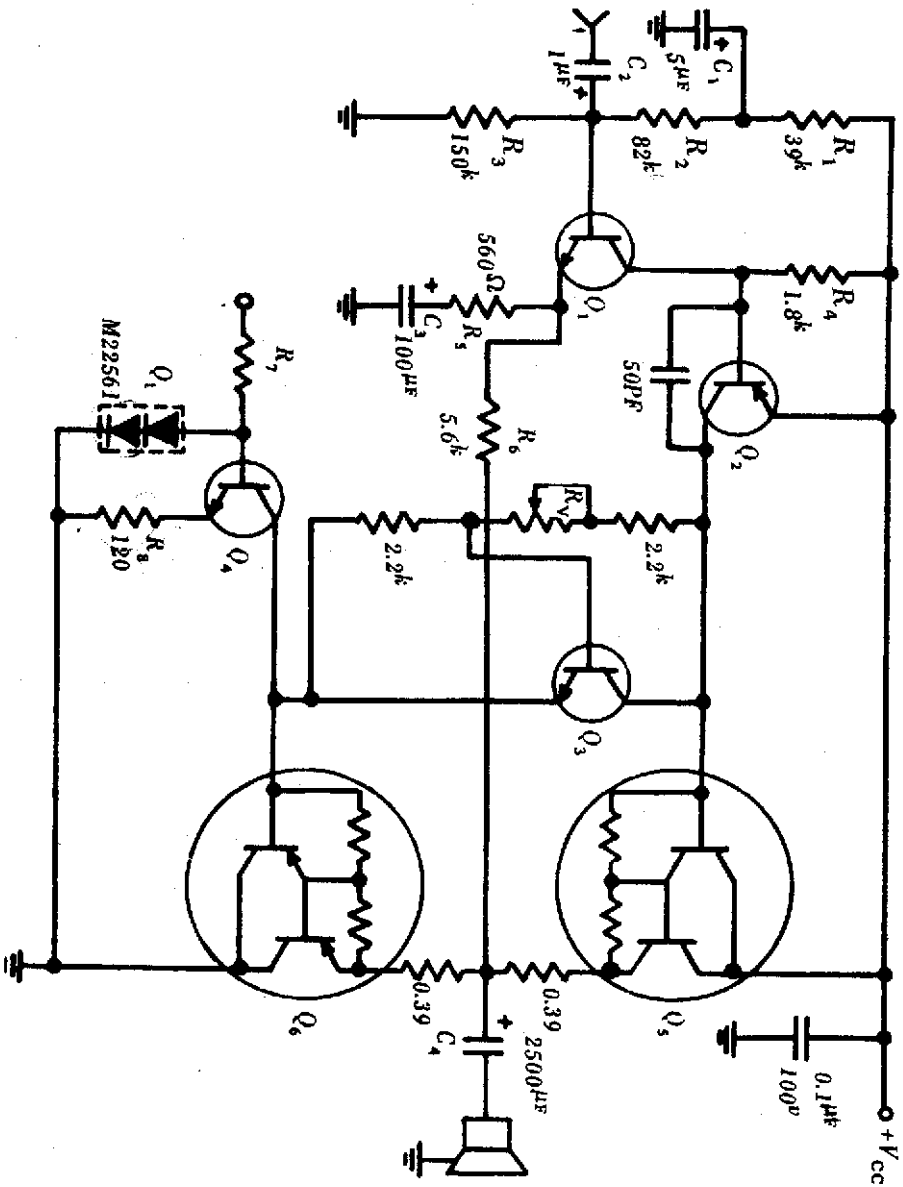 +V CC
R1
39k
R4
1.8k
0.1µF
100v
C1
5µF
R2
82k
Q2
50PF
C2
1µF
Q5
2.2k
RV
Q1
Q3
0.39
R3
150k
560Ω
R5
C3
100µF
R6
5.6k
2500µF
C4
0.39
2.2k
R7
Q4
Q6
Q1
M22561
R8
120